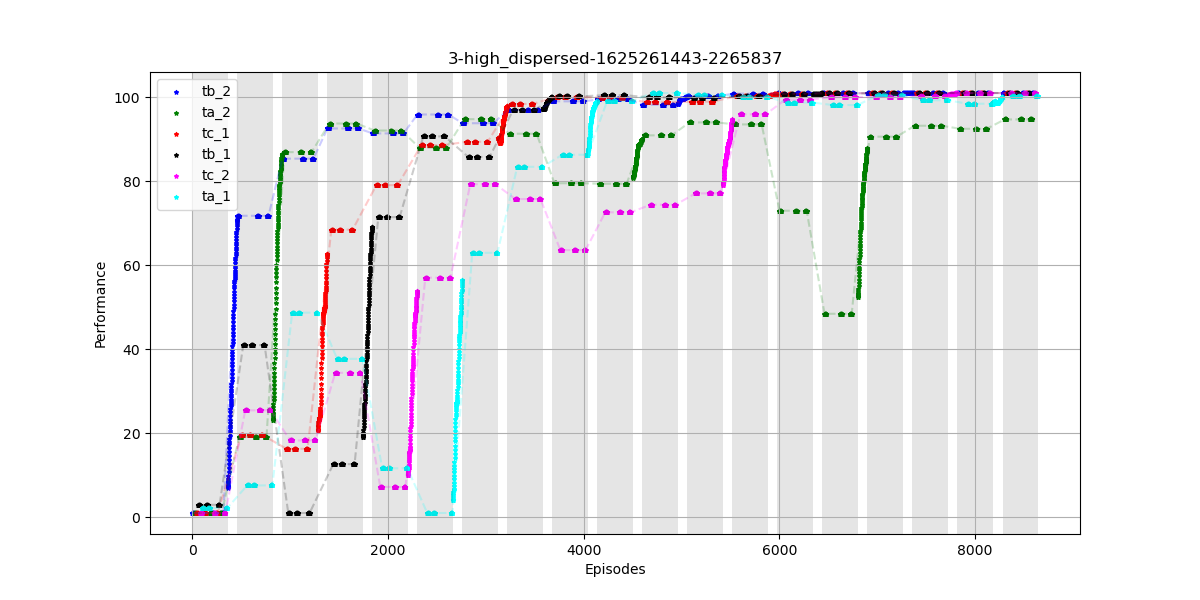 3-high_dispersed-1625261443-2265837
tb_2
ta_2
tc_1
tb_1
tc_2
ta_1
Performance
100
80
60
40
20
0
0 2000 4000 6000 8000
Episodes